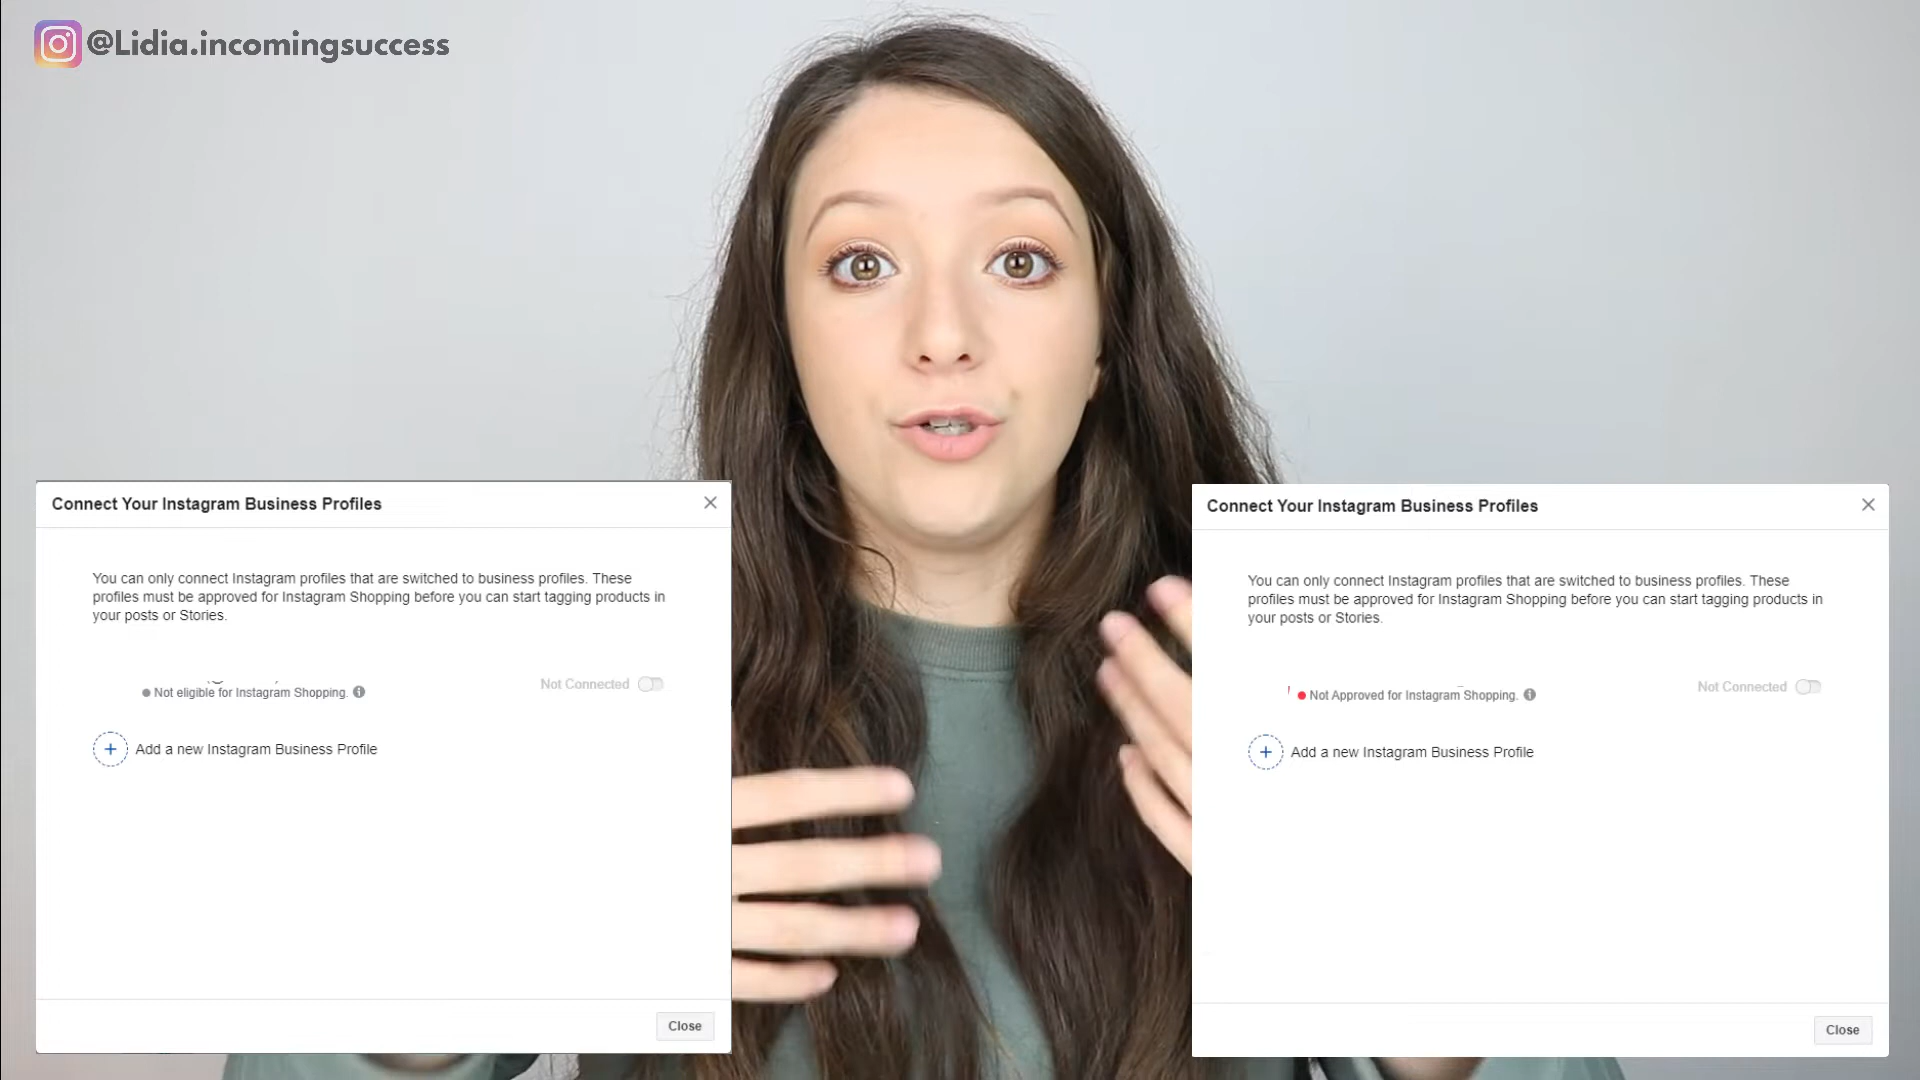 @Lidia.incomingsuccess
Connect Your Instagram Business Profiles
You can only connect Instagram profiles that are switched to business profiles. These
profiles must be approved for Instagram Shopping before you can start tagging products in
your posts or Stories.
Not eligible for Instagram Shopping.
Not Connected
Add a new Instagram Business Profile
Close
Connect Your Instagram Business Profiles
You can only connect Instagram profiles that are switched to business profiles. These
profiles must be approved for Instagram Shopping before you can start tagging products in
your posts or Stories.
Not Approved for Instagram Shopping.
Not Connected
Add a new Instagram Business Profile
Close